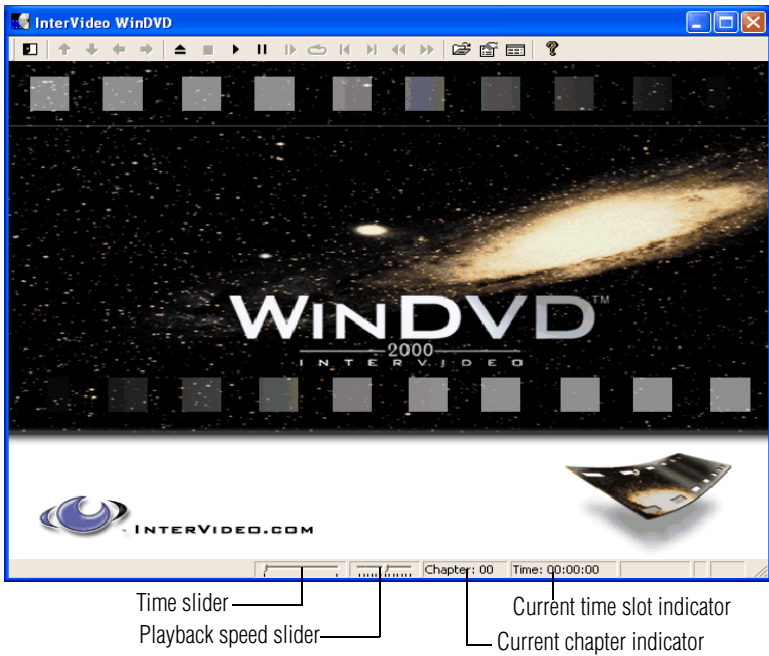 InterVideo WinDVD
WINDVD™
2000
INTERVIDEO
INTERVIDEO.COM
Chapter: 00
Time: 00:00:00
Time slider
Current time slot indicator
Playback speed slider
Current chapter indicator